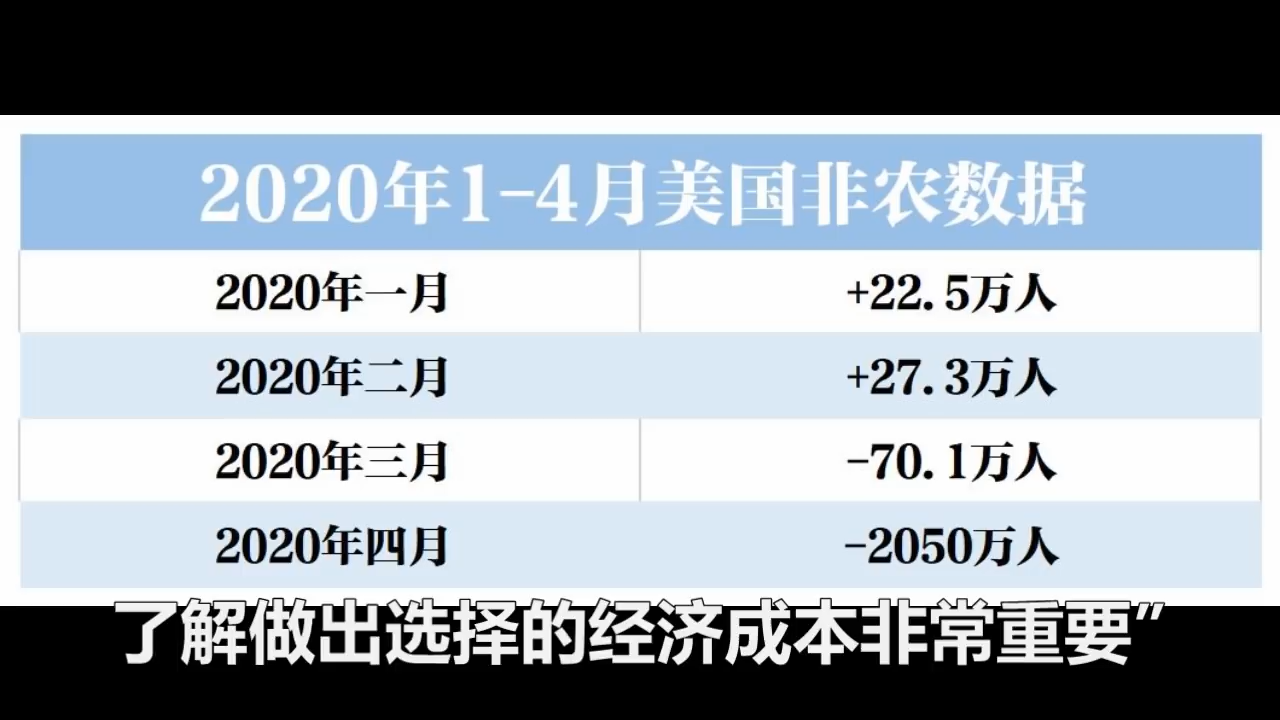 2020年1-4月美国非农数据
2020年一月 +22.5万人
2020年二月 +27.3万人
2020年三月 -70.1万人
2020年四月 -2050万人
了解做出选择的经济成本非常重要”